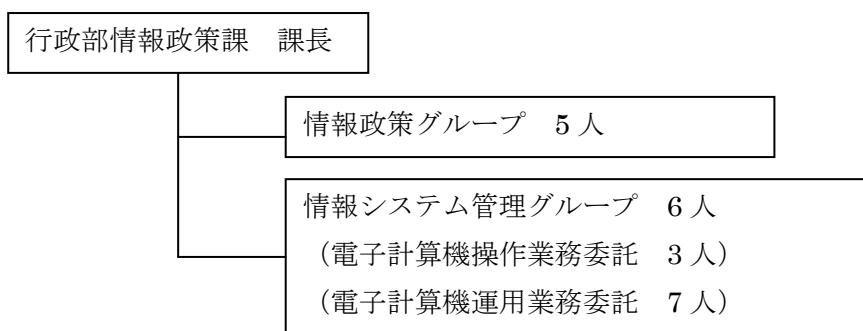 行政部情報政策課　課長
情報政策グループ　5人
情報システム管理グループ　6人
（電子計算機操作業務委託　3人）
（電子計算機運用業務委託　7人）